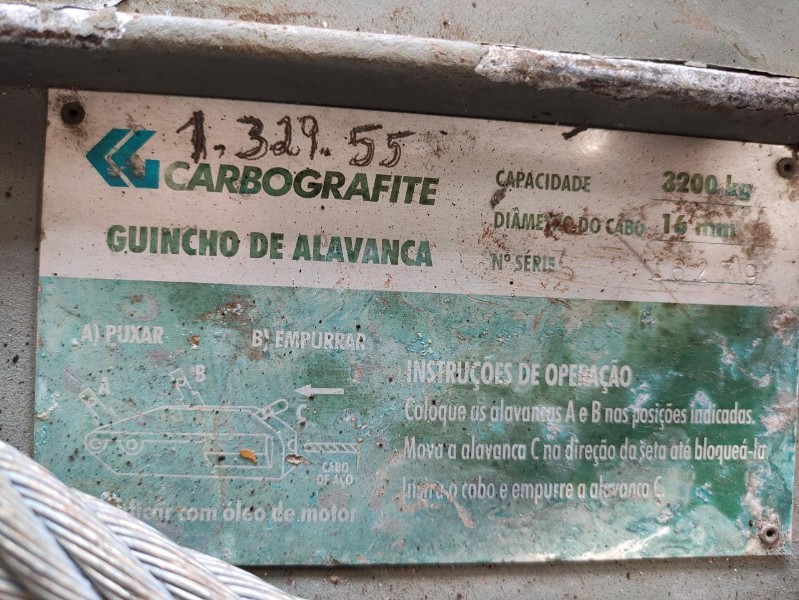 1.329.55
CARBOGRAFITE
GUINCHO DE ALAVANCA
CAPACIDADE 3200 kg
DIÂMETRO DO CABO 16 mm
Nº SÉRIE
A) PUXAR
B) EMPURRAR
A
B
C
CABO
DE AÇO
com óleo de motor
INSTRUÇÕES DE OPERAÇÃO
Coloque as alavancas A e B nas posições indicadas.
Mova a alavanca C na direção da seta até bloqueá-la
Insira o cabo e empurre a alavanca C.